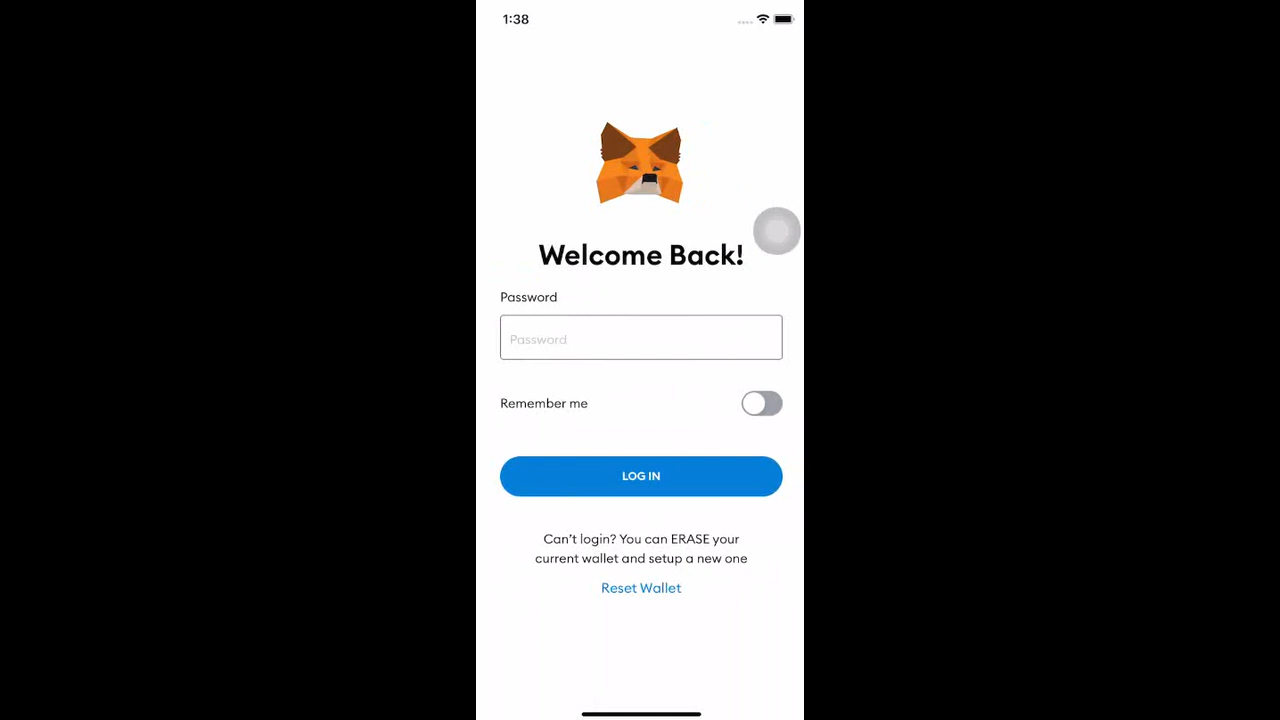 1:38
Welcome Back!
Password
Password
Remember me
LOG IN
Can't login? You can ERASE your
current wallet and setup a new one
Reset Wallet